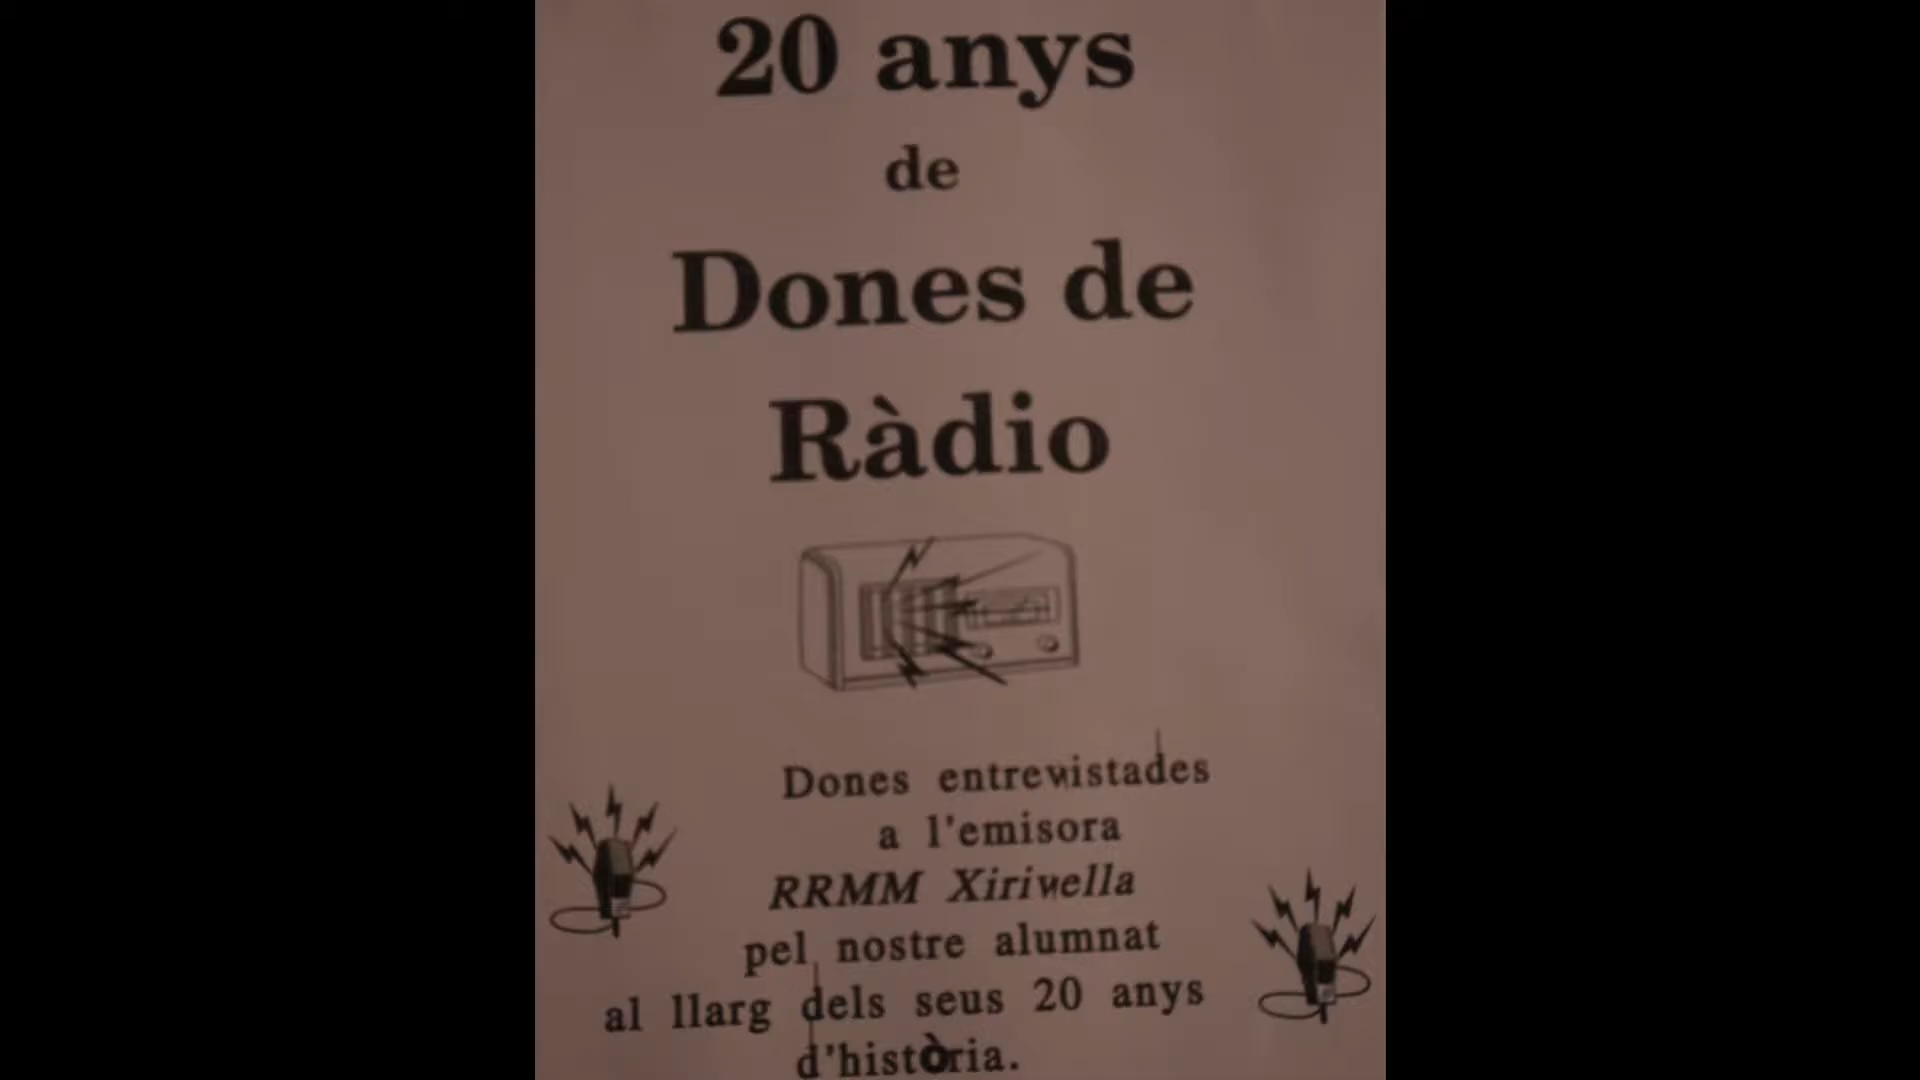 20 anys
de
Dones de
Ràdio
Dones entrevistades
a l'emisora
RRMM Xirivella
pel nostre alumnat
al llarg dels seus 20 anys
d'història.